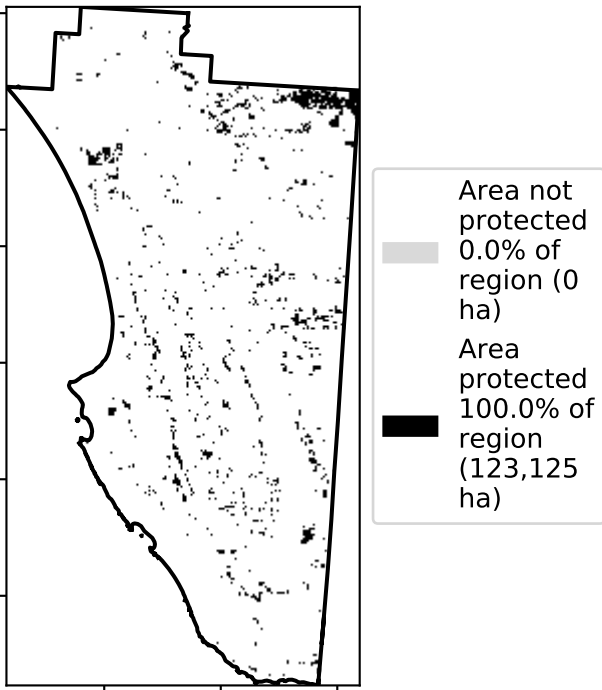 Area not
protected
0.0% of
region (0
ha)
Area
protected
100.0% of
region
(123,125
ha)